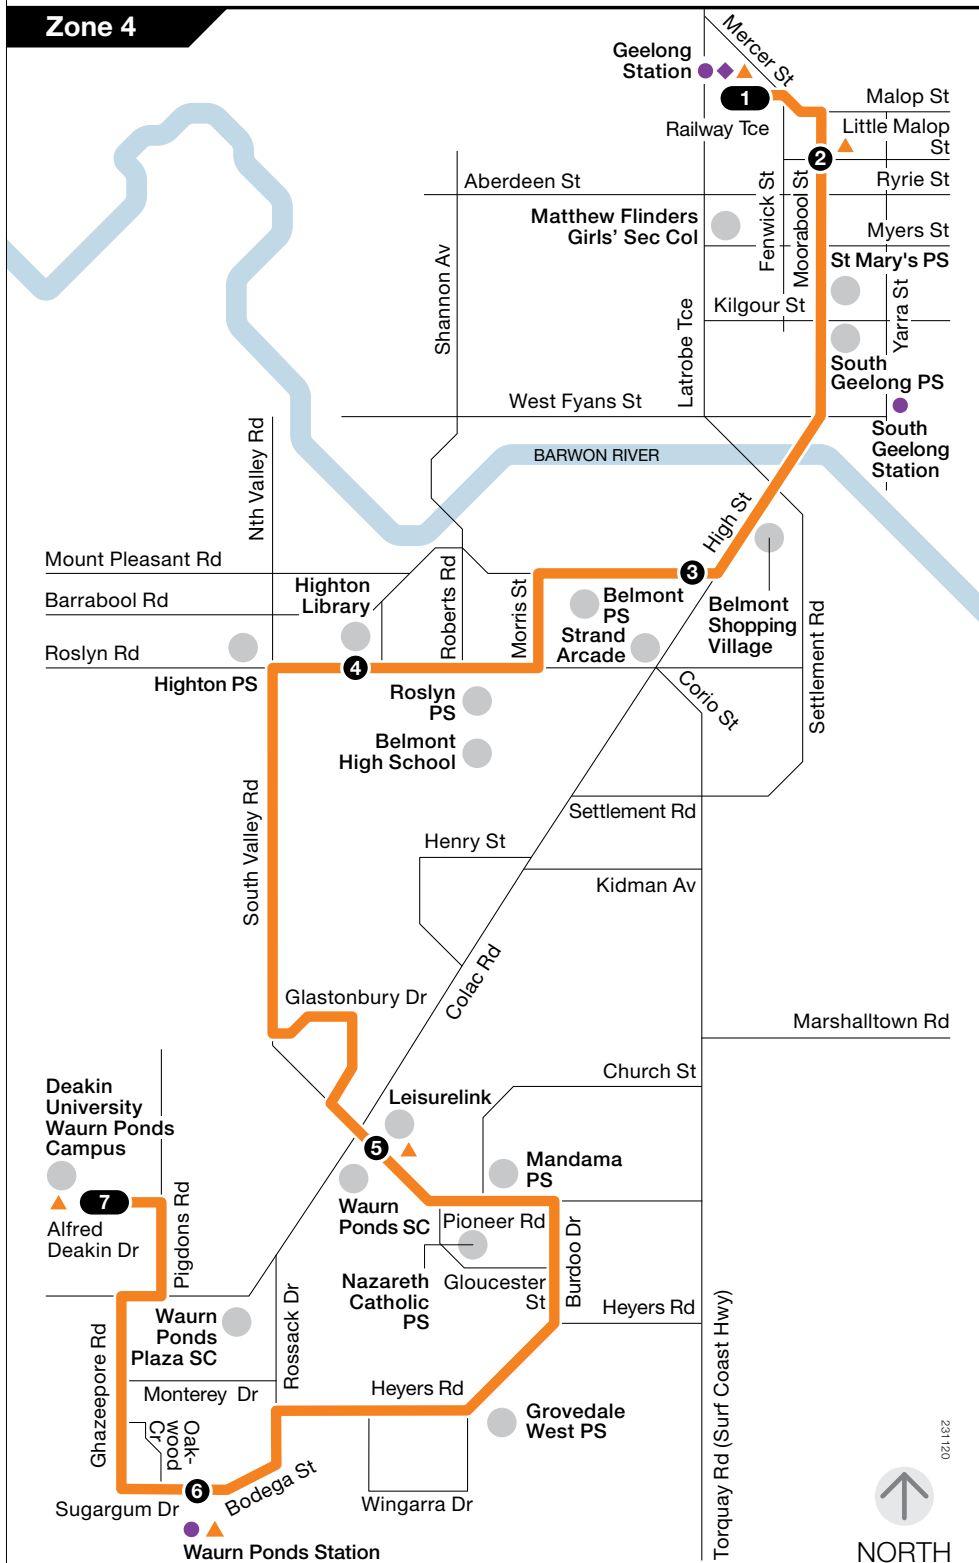 Zone 4
Mercer St
Geelong
Station
1
Malop St
Railway Tce
Little Malop
St
2
Aberdeen St
Ryrie St
Matthew Flinders
Girls' Sec Col
Fenwick St
Moorabool St
Myers St
St Mary's PS
Shannon Av
Kilgour St
Latrobe Tce
Yarra St
South
Geelong PS
West Fyans St
South
Geelong
Station
Nth Valley Rd
BARWON RIVER
High St
Mount Pleasant Rd
Highton
Library
Roberts Rd
Morris St
3
Barrabool Rd
Belmont
PS
Belmont
Shopping
Village
Settlement Rd
Strand
Arcade
Roslyn Rd
Highton PS
4
Roslyn
PS
Corio St
Belmont
High School
South Valley Rd
Settlement Rd
Henry St
Kidman Av
Colac Rd
Glastonbury Dr
Marshalltown Rd
Church St
Deakin
University
Waurn Ponds
Campus
Leisurelink
5
Mandama
PS
7
Waurn
Ponds SC
Pioneer Rd
Alfred
Deakin Dr
Pigdons Rd
Nazareth
Catholic
PS
Gloucester
St
Burdoo Dr
Heyers Rd
Waurn
Ponds
Plaza SC
Rossack Dr
Torquay Rd (Surf Coast Hwy)
Ghazeepore Rd
Monterey Dr
Heyers Rd
Grovedale
West PS
Oak-
wood
Cr
6
Bodega St
Sugargum Dr
Wingarra Dr
Waurn Ponds Station
231120
NORTH